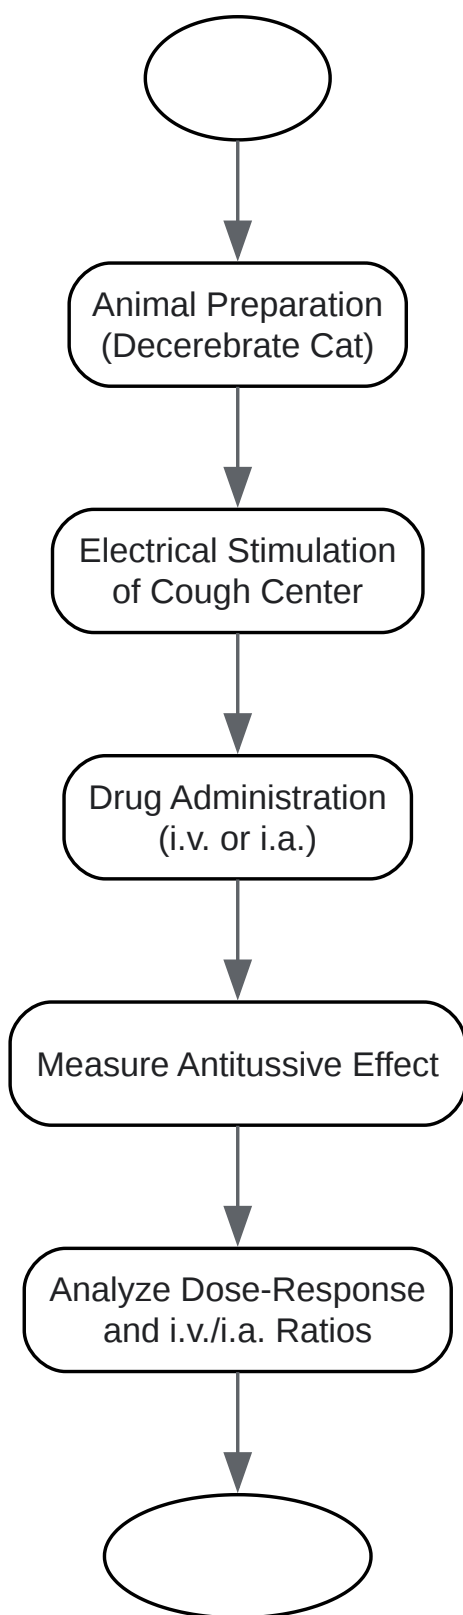 Animal Preparation
(Decerebrate Cat)
Electrical Stimulation
of Cough Center
Drug Administration
(i.v. or i.a.)
Measure Antitussive Effect
Analyze Dose-Response
and i.v./i.a. Ratios